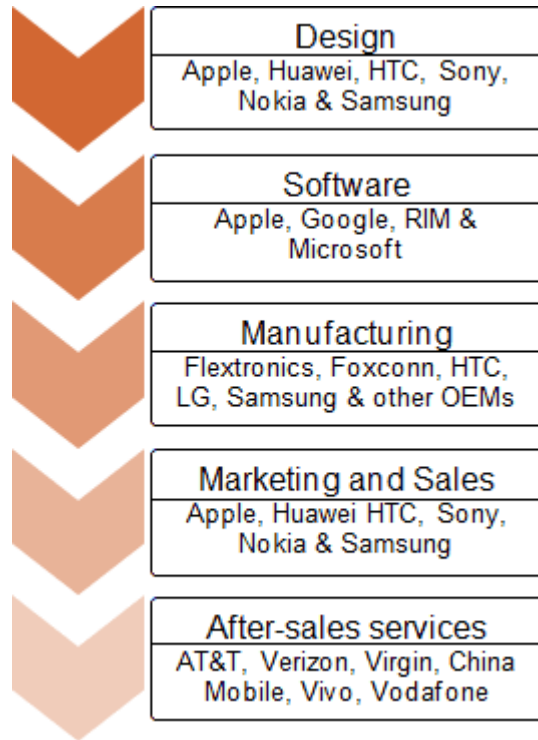 Design
Apple, Huawei, HTC, Sony,
Nokia & Samsung
Software
Apple, Google, RIM &
Microsoft
Manufacturing
Flextronics, Foxconn, HTC,
LG, Samsung & other OEMs
Marketing and Sales
Apple, Huawei HTC, Sony,
Nokia & Samsung
After-sales services
AT&T, Verizon, Virgin, China
Mobile, Vivo, Vodafone